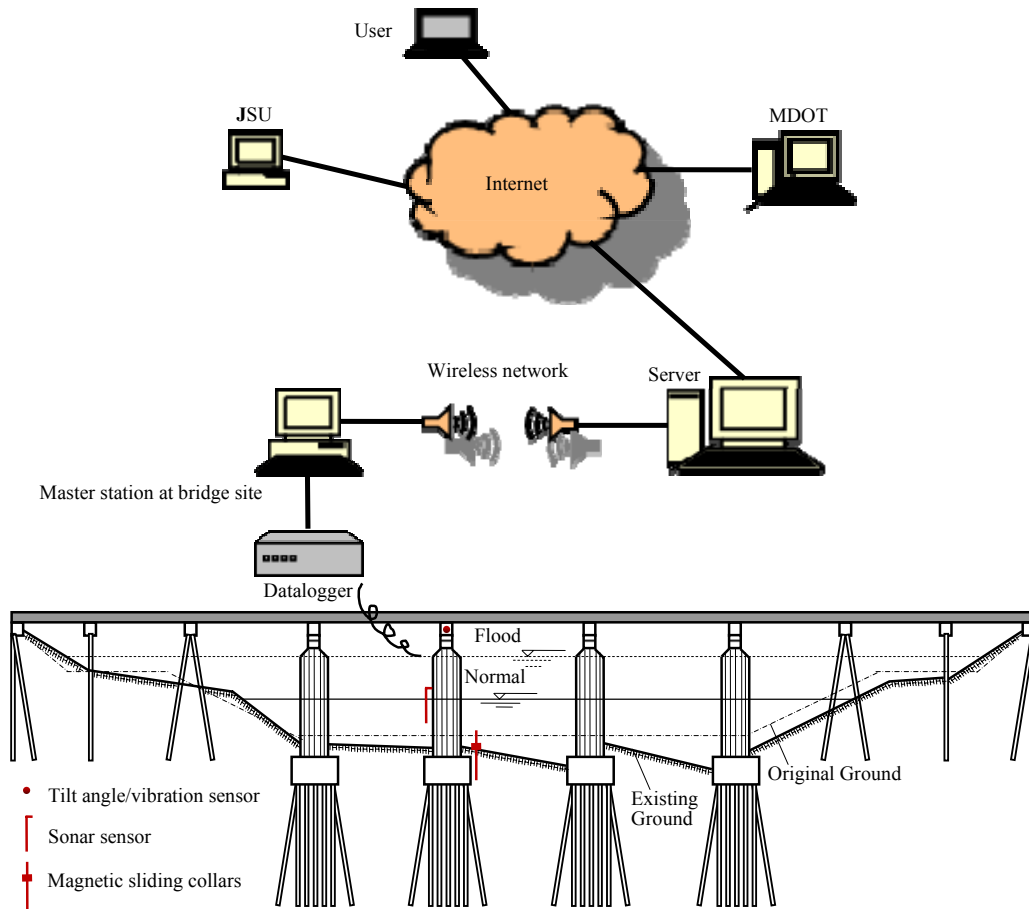 User
JSU
MDOT
Internet
Wireless network
Server
Master station at bridge site
Datalogger
Flood
Normal
Original Ground
Existing
Ground
Tilt angle/vibration sensor
Sonar sensor
Magnetic sliding collars